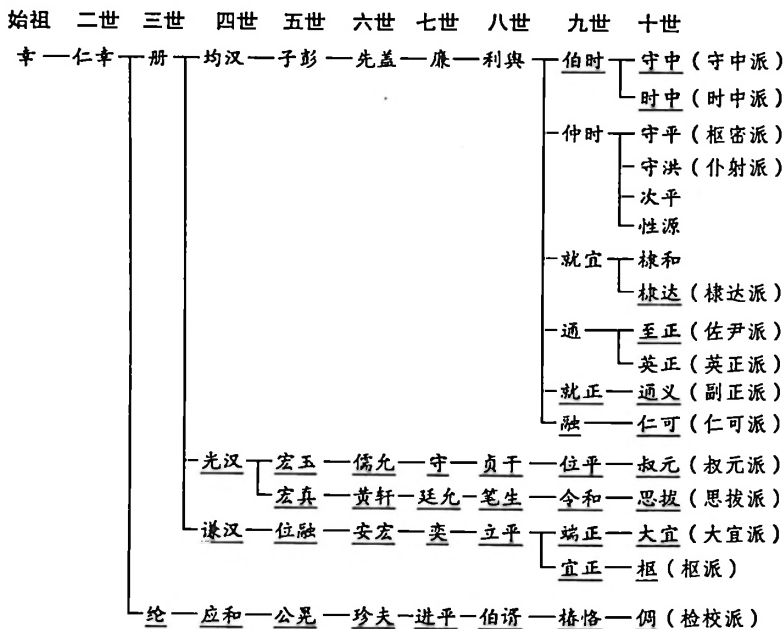 始祖 二世 三世 四世 五世 六世 七世 八世 九世 十世
幸 仁幸 册 均汉 子彭 先盖 廉 利舆 伯时 守中（守中派）
时中（时中派）
仲时 守平（枢密派）
守洪（仆射派）
次平
性源
就宜 棣和
棣达（棣达派）
通 至正（佐尹派）
英正（英正派）
就正 通义（副正派）
融 仁可（仁可派）
光汉 宏玉 儒允 守 贞干 位平 叔元（叔元派）
宏真 黄轩 廷允 笔生 令和 思拔（思拔派）
谦汉 位融 安宏 奕 立平 端正 大宜（大宜派）
宜正 枢（枢派）
纶 应和 公晃 珍夫 进平 伯谞 椿恪 侗（检校派）